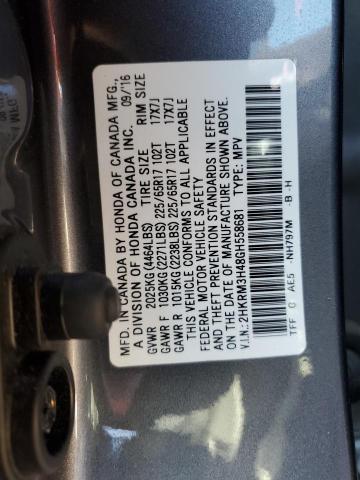 MFD. IN CANADA BY HONDA OF CANADA MFG.,
A DIVISION OF HONDA CANADA INC. 09/'16
TIRE SIZE RIM SIZE
GVWR 2025KG (4464LBS)
GAWR F 1030KG (2271LBS) 225/65R17 102T 17X7J
GAWR R 1015KG (2238LBS) 225/65R17 102T 17X7J
THIS VEHICLE CONFORMS TO ALL APPLICABLE
FEDERAL MOTOR VEHICLE SAFETY
AND THEFT PREVENTION STANDARDS IN EFFECT
ON THE DATE OF MANUFACTURE SHOWN ABOVE.
V.I.N.: 2HKRM3H48GH558681 TYPE: MPV
TFF C AE5 NH797M -B -H